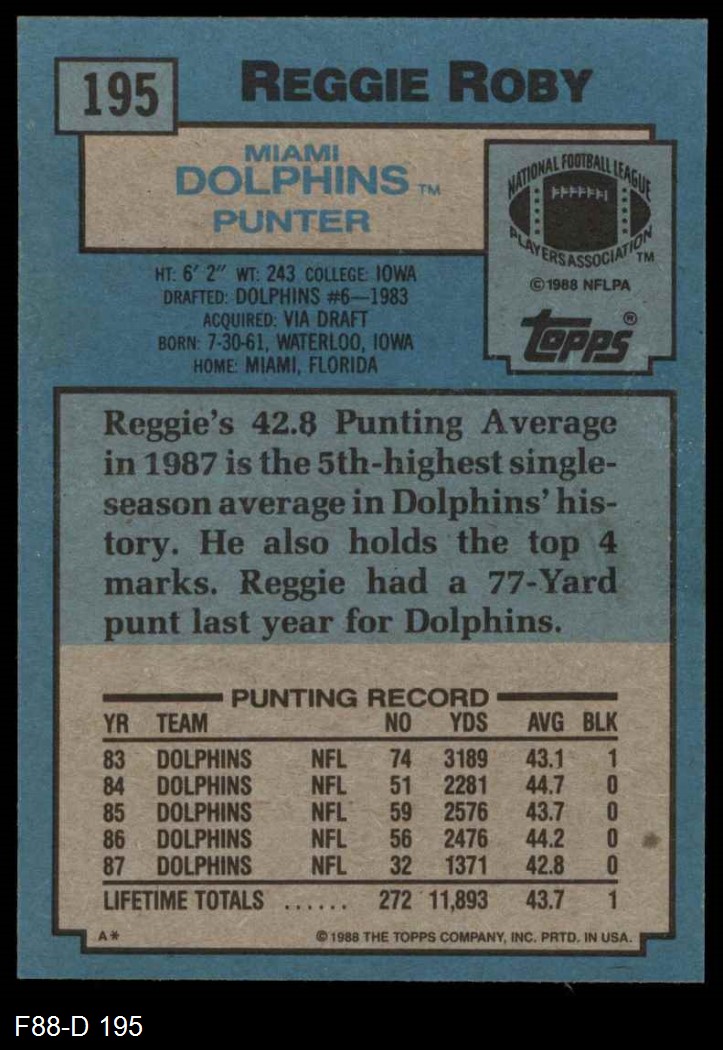 195
REGGIE ROBY
MIAMI
DOLPHINS TM
PUNTER
NATIONAL FOOTBALL LEAGUE
PLAYERS ASSOCIATION TM
© 1988 NFLPA
topps®
HT: 6' 2" WT: 243 COLLEGE: IOWA
DRAFTED: DOLPHINS #6—1983
ACQUIRED: VIA DRAFT
BORN: 7-30-61, WATERLOO, IOWA
HOME: MIAMI, FLORIDA
Reggie's 42.8 Punting Average
in 1987 is the 5th-highest single-
season average in Dolphins' his-
tory. He also holds the top 4
marks. Reggie had a 77-Yard
punt last year for Dolphins.
PUNTING RECORD
YR TEAM NO YDS AVG BLK
83 DOLPHINS NFL 74 3189 43.1 1
84 DOLPHINS NFL 51 2281 44.7 0
85 DOLPHINS NFL 59 2576 43.7 0
86 DOLPHINS NFL 56 2476 44.2 0
87 DOLPHINS NFL 32 1371 42.8 0
LIFETIME TOTALS ...... 272 11,893 43.7 1
A* © 1988 THE TOPPS COMPANY, INC. PRTD. IN USA.
F88-D 195